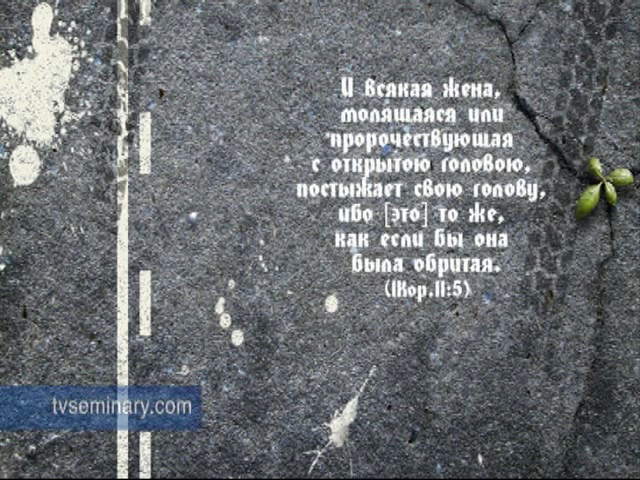 И всякая жена,
молящаяся или
пророчествующая
с открытою головою,
постыжает свою голову,
ибо [это] то же,
как если бы она
была обритая.
(1Кор.11:5)
tvseminary.com